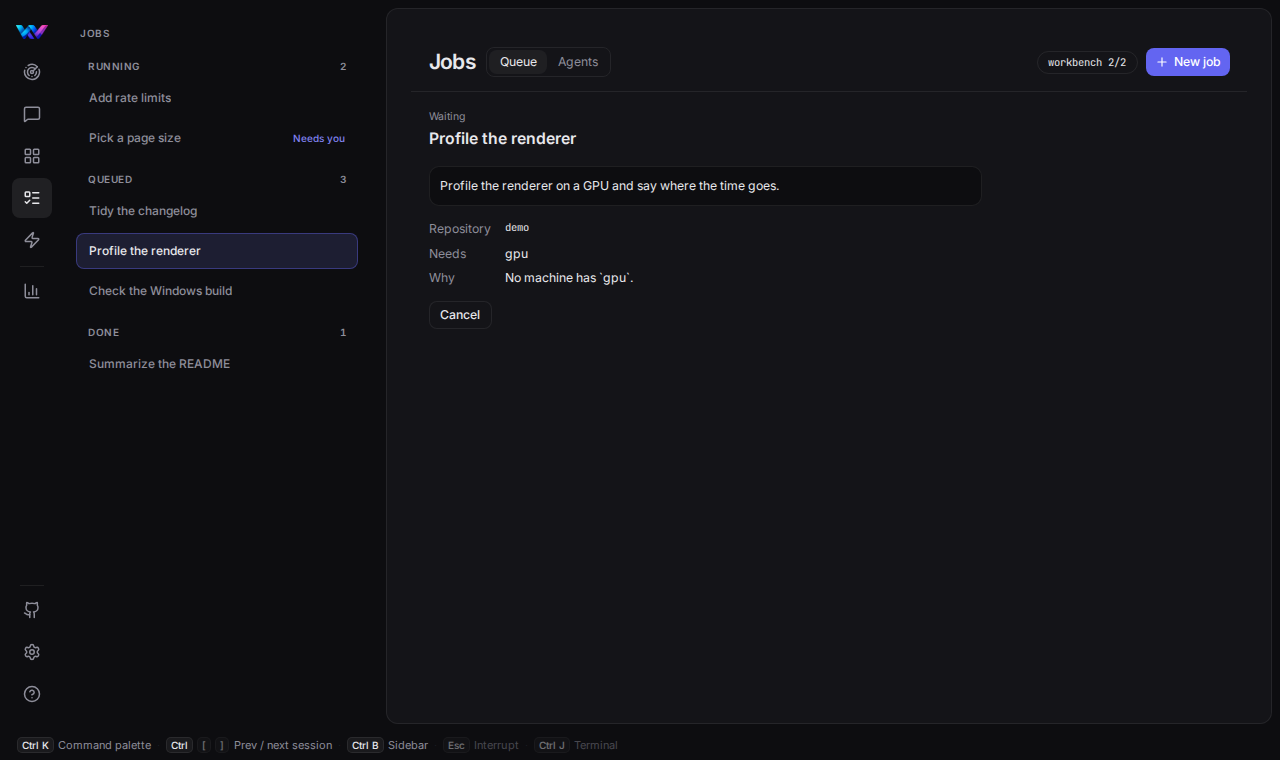 JOBS
RUNNING 2
Add rate limits
Pick a page size Needs you
QUEUED 3
Tidy the changelog
Profile the renderer
Check the Windows build
DONE 1
Summarize the README
Jobs Queue Agents workbench 2/2 + New job
Waiting
Profile the renderer
Profile the renderer on a GPU and say where the time goes.
Repository demo
Needs gpu
Why No machine has `gpu`.
Cancel
Ctrl K Command palette Ctrl [ ] Prev / next session Ctrl B Sidebar Esc Interrupt Ctrl J Terminal